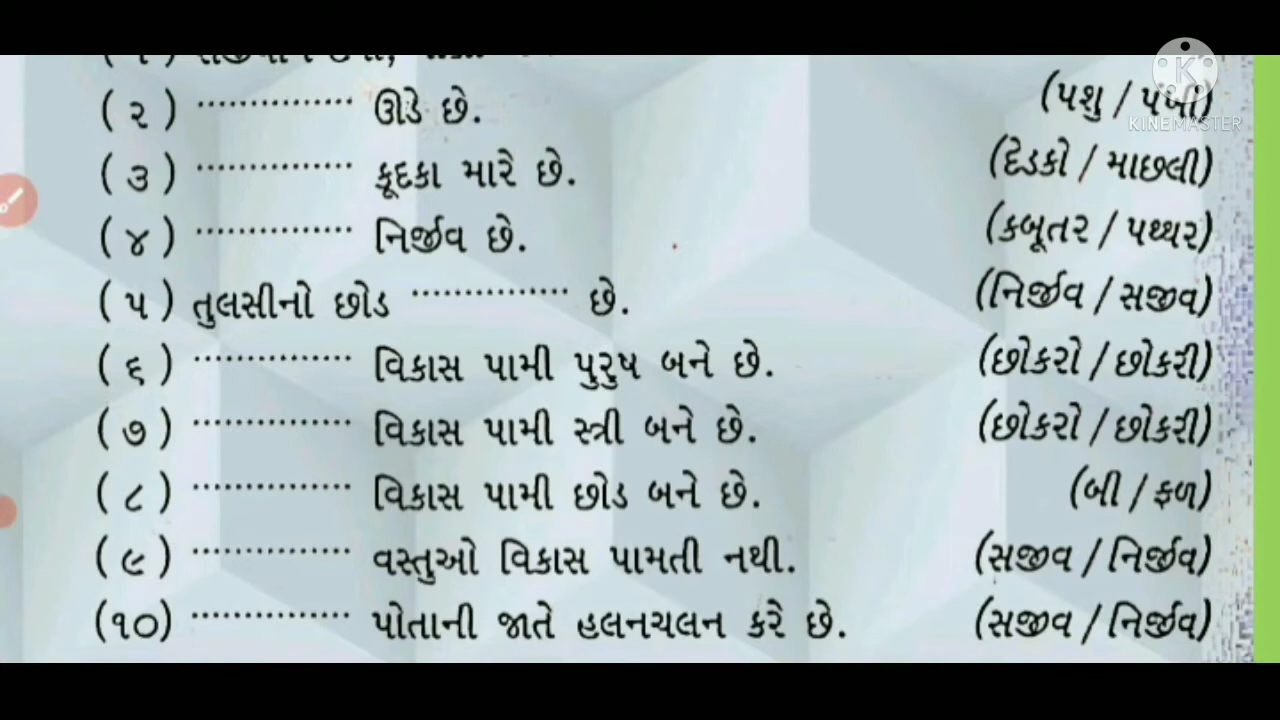 (૨) ............... ઊડે છે. (પશુ / પંખી)
(૩) ............... કૂદકા મારે છે. (દેડકો / માછલી)
(૪) ............... નિર્જીવ છે. (કબૂતર / પથ્થર)
(૫) તુલસીનો છોડ ............... છે. (નિર્જીવ / સજીવ)
(૬) ............... વિકાસ પામી પુરુષ બને છે. (છોકરો / છોકરી)
(૭) ............... વિકાસ પામી સ્ત્રી બને છે. (છોકરો / છોકરી)
(૮) ............... વિકાસ પામી છોડ બને છે. (બી / ફળ)
(૯) ............... વસ્તુઓ વિકાસ પામતી નથી. (સજીવ / નિર્જીવ)
(૧૦) ............... પોતાની જાતે હલનચલન કરે છે. (સજીવ / નિર્જીવ)
K
KINEMASTER